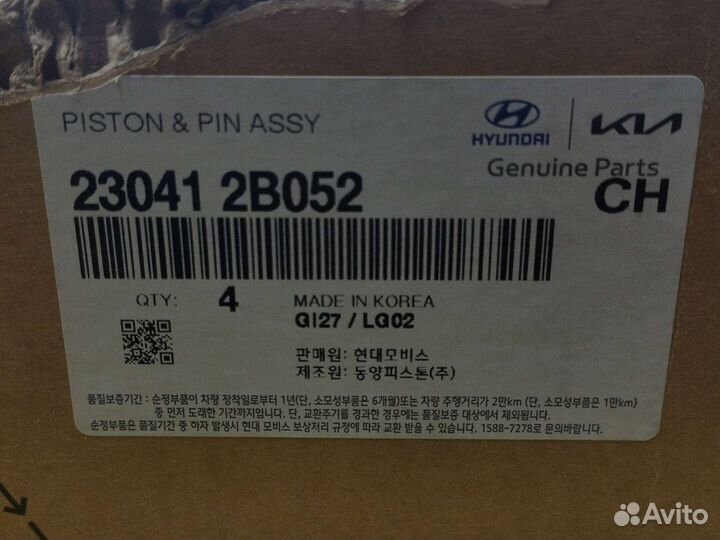 PISTON & PIN ASSY
HYUNDAI
KIA
Genuine Parts
23041 2B052
CH
QTY: 4
MADE IN KOREA
GI27 / LG02
판매원: 현대모비스
제조원: 동양피스톤(주)
품질보증기간 : 순정부품이 차량 장착일로부터 1년(단, 소모성부품은 6개월)또는 차량 주행거리가 2만km (단, 소모성부품은 1만km)
중 먼저 도래한 기간까지입니다. 단, 교환주기를 경과한 경우에는 품질보증 대상에서 제외됩니다.
순정부품은 품질기간 중 하자 발생시 현대 모비스 보상처리 규정에 따라 교환 받을 수 있습니다. 1588-7278로 문의바랍니다.
Avito